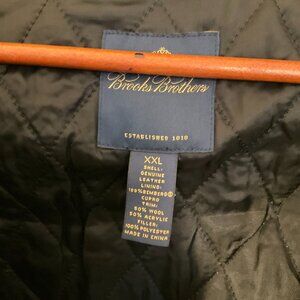 Brooks Brothers
ESTABLISHED 1818
XXL
SHELL:
GENUINE
LEATHER
LINING:
100%BEMBERG®
CUPRO
TRIM:
50% WOOL
50% ACRYLIC
FILLER:
100% POLYESTER
MADE IN CHINA